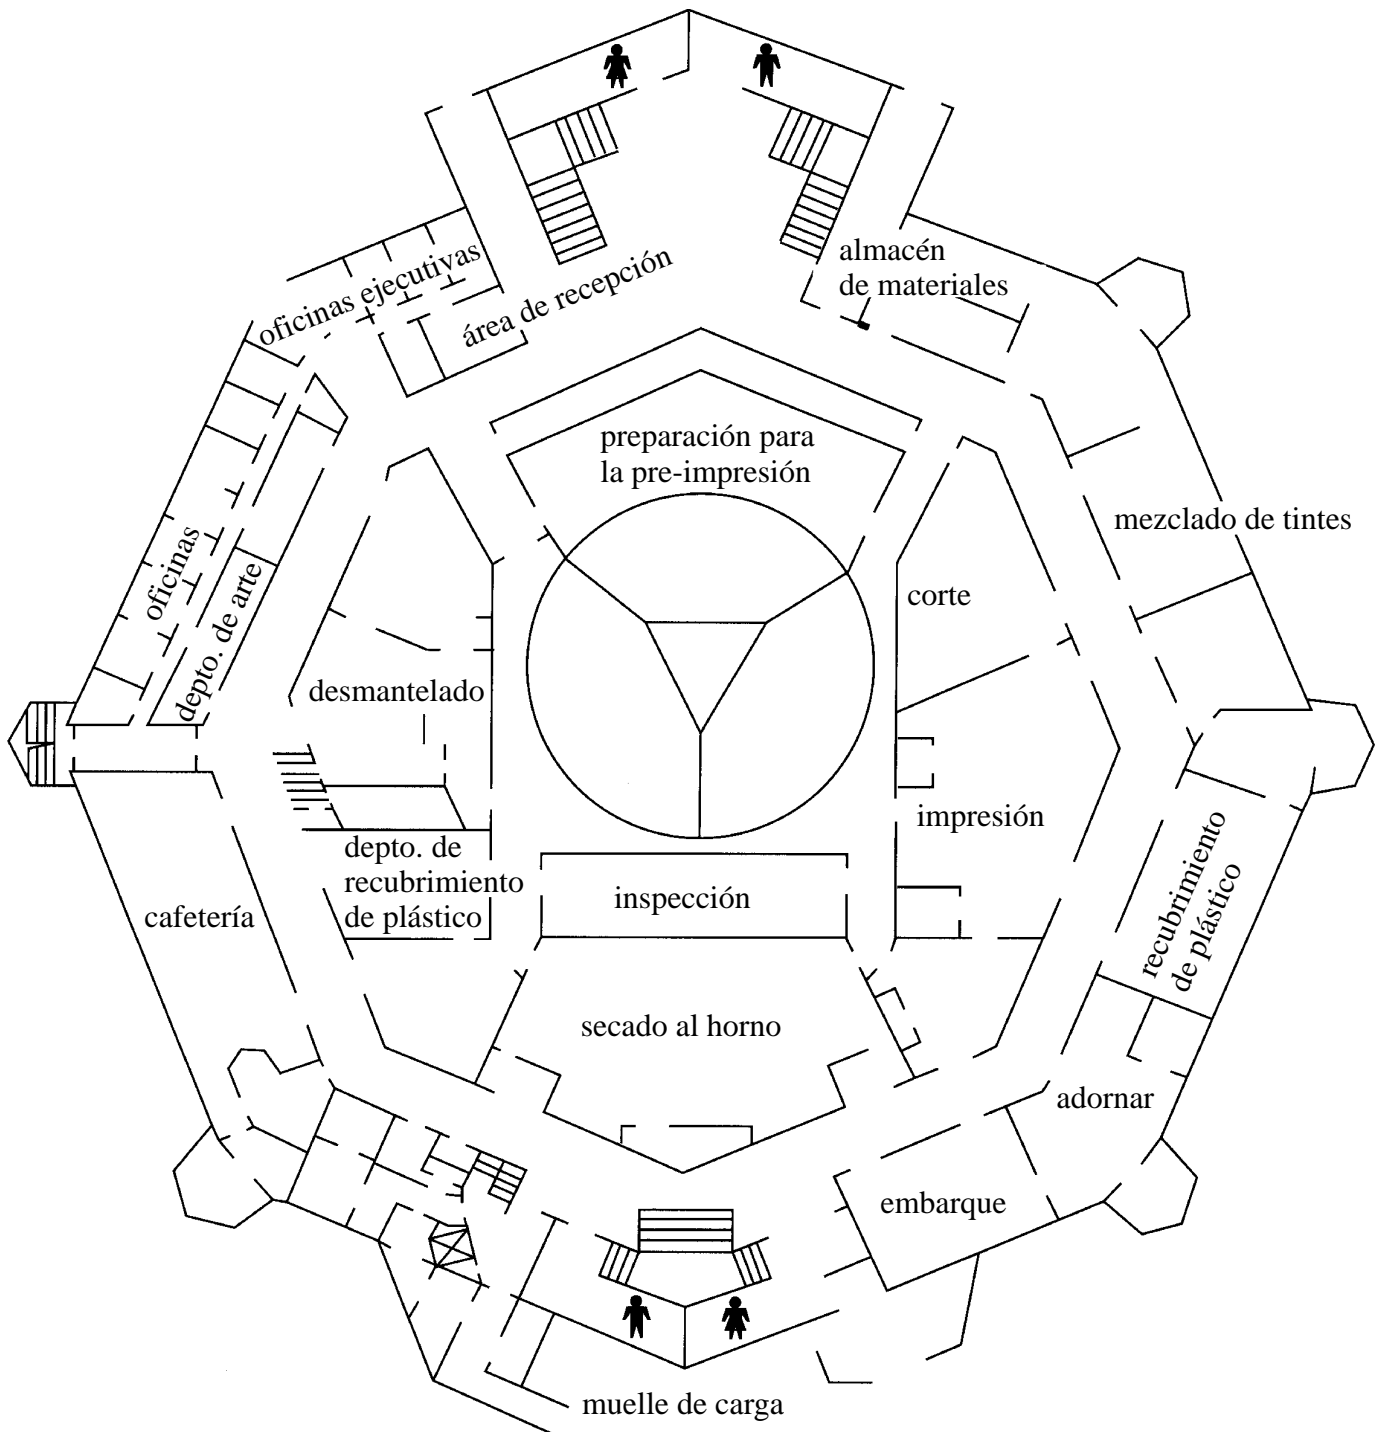 almacén
de materiales
oficinas ejecutivas
área de recepción
preparación para
la pre-impresión
mezclado de tintes
oficinas
depto. de arte
corte
desmantelado
impresión
depto. de
recubrimiento
de plástico
inspección
cafetería
recubrimiento
de plástico
secado al horno
adornar
embarque
muelle de carga